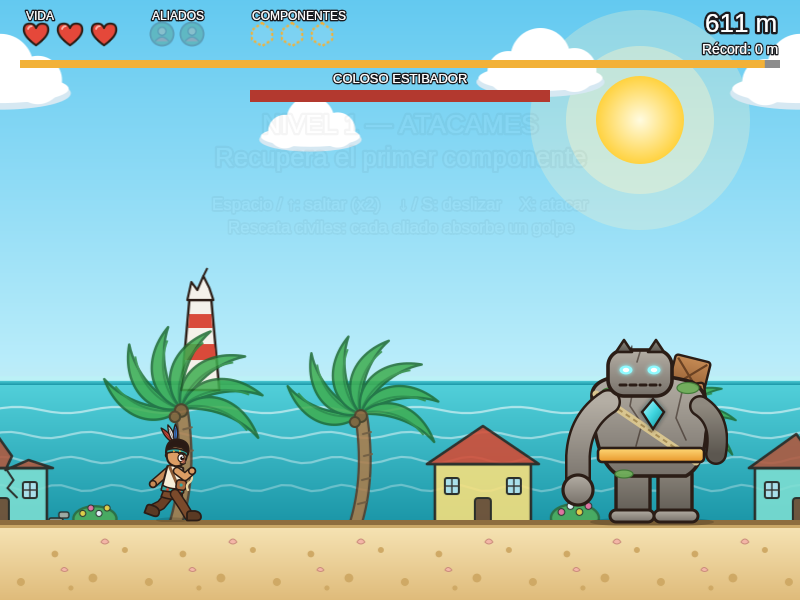 VIDA
ALIADOS
COMPONENTES
611 m
Récord: 0 m
COLOSO ESTIBADOR
NIVEL 1 — ATACAMES
Recupera el primer componente
Espacio / ↑: saltar (x2) ↓ / S: deslizar X: atacar
Rescata civiles: cada aliado absorbe un golpe